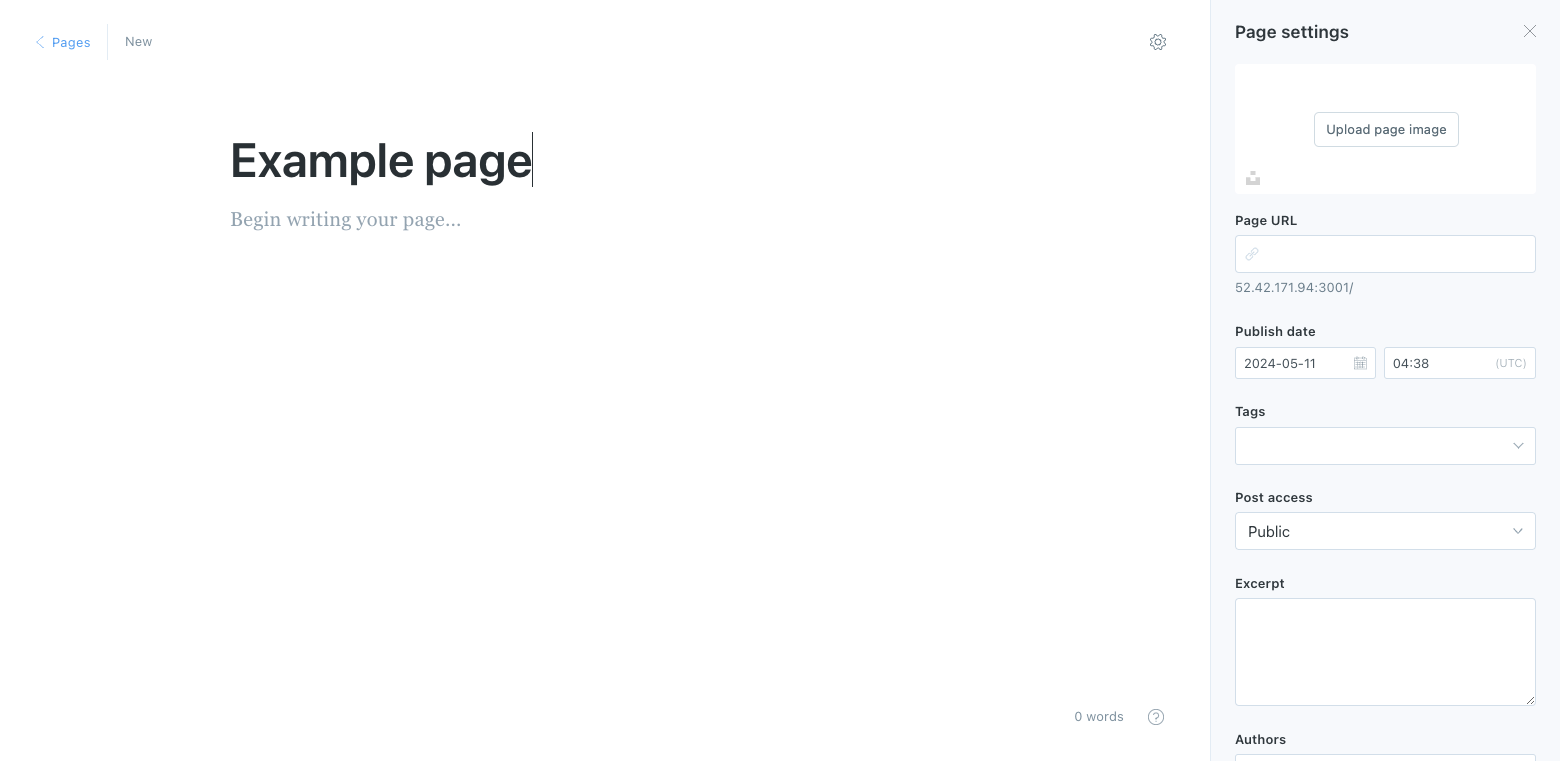 Pages
New
Example page
Begin writing your page...
0 words
Page settings
Upload page image
Page URL
52.42.171.94:3001/
Publish date
2024-05-11
04:38 (UTC)
Tags
Post access
Public
Excerpt
Authors